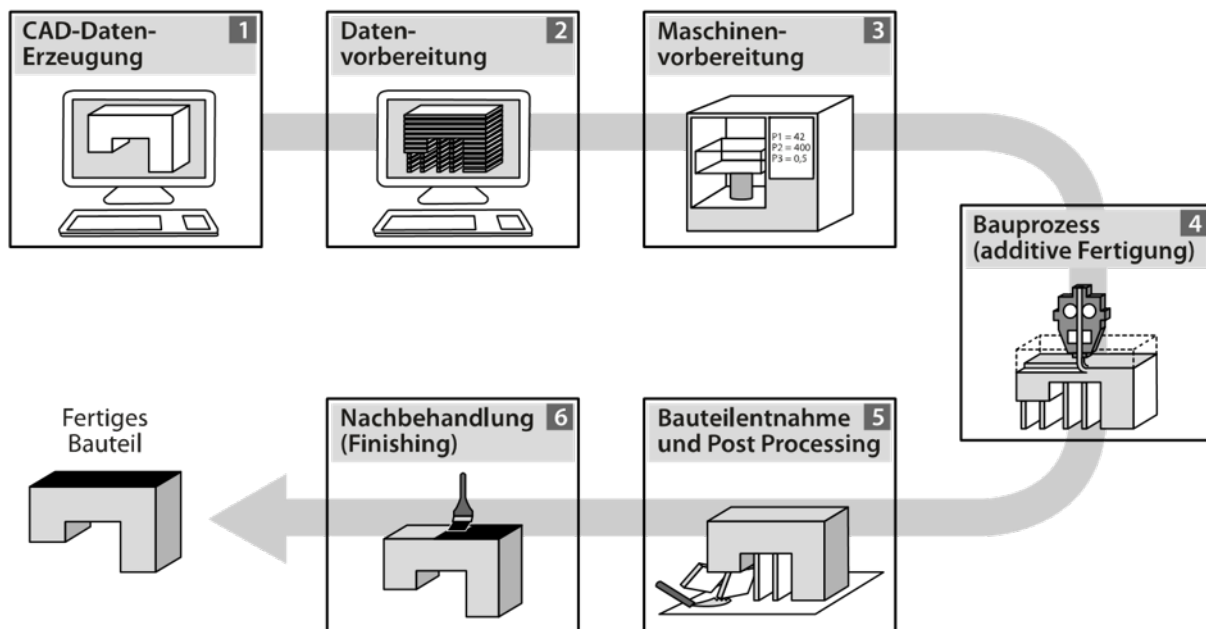 CAD-Daten-
Erzeugung
1
Daten-
vorbereitung
2
Maschinen-
vorbereitung
3
P1 = 42
P2 = 400
P3 = 0,5
Bauprozess
(additive Fertigung)
4
Bauteilentnahme
und Post Processing
5
Nachbehandlung
(Finishing)
6
Fertiges
Bauteil